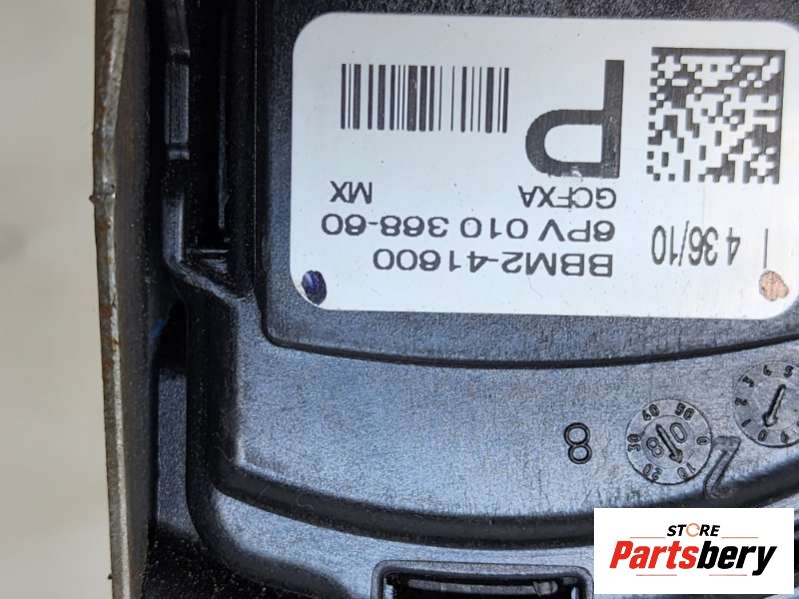 BBM2-41600
6PV 010 368-60
GCFXA
MX
P
4 36/10
8
STORE
Partsbery